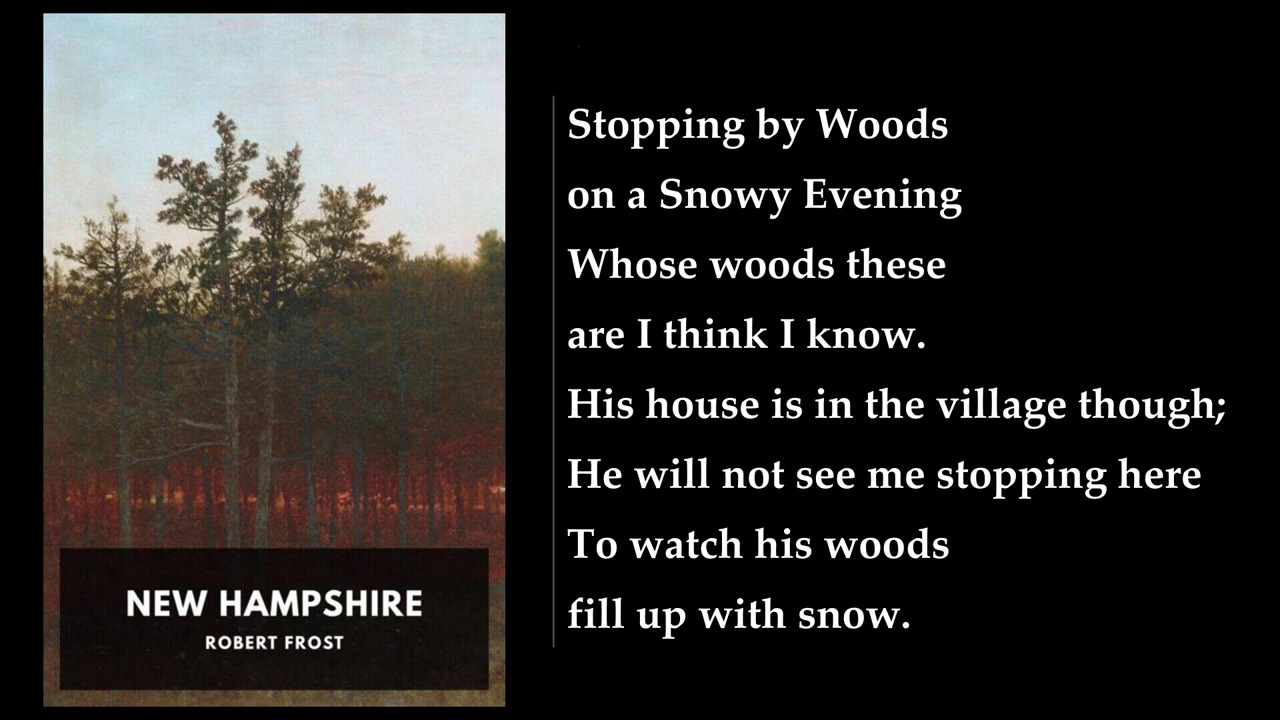 NEW HAMPSHIRE
ROBERT FROST
Stopping by Woods
on a Snowy Evening
Whose woods these
are I think I know.
His house is in the village though;
He will not see me stopping here
To watch his woods
fill up with snow.